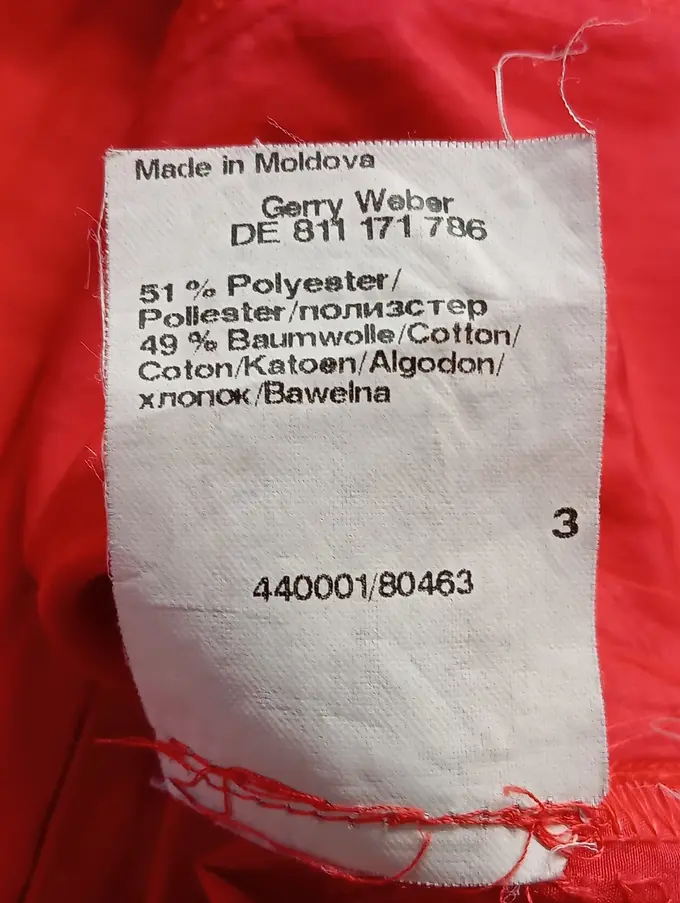 Made in Moldova
Gerry Weber
DE 811 171 786
51 % Polyester/
Poliester/полиэстер
49 % Baumwolle/Cotton/
Coton/Katoen/Algodon/
хлопок/Bawelna
3
440001/80463